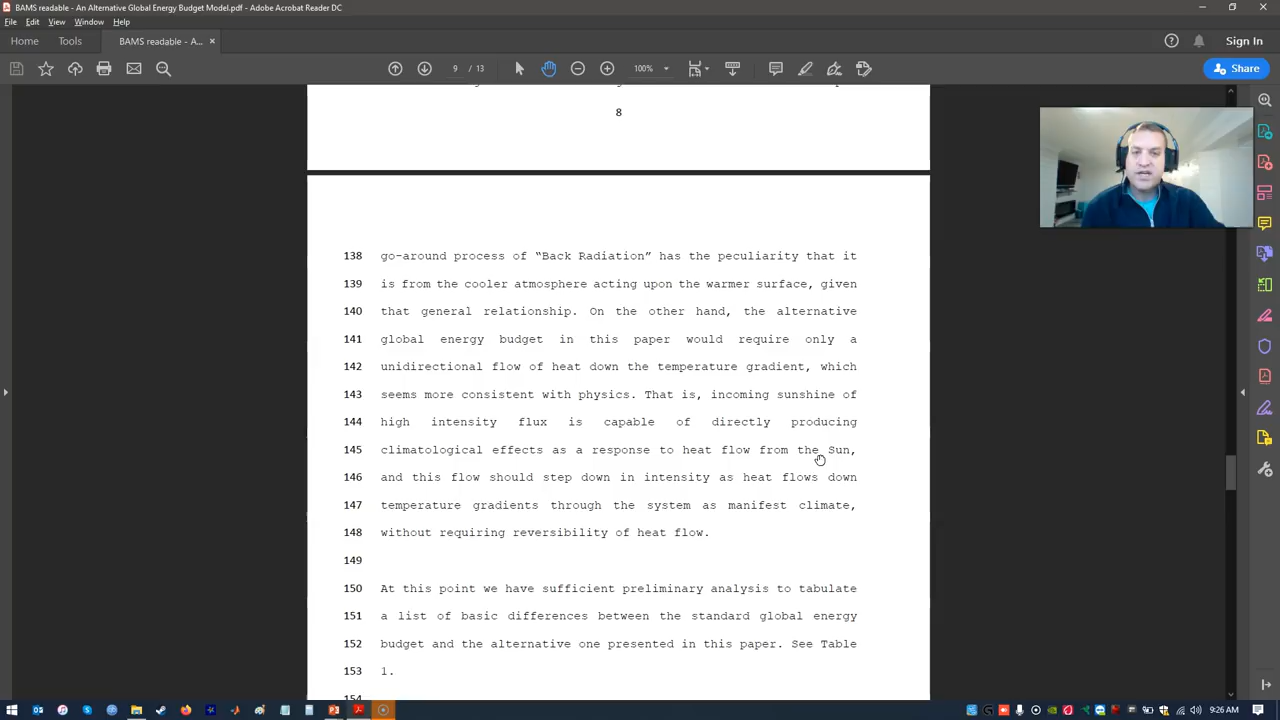 BAMS readable - An Alternative Global Energy Budget Model.pdf - Adobe Acrobat Reader DC
File Edit View Window Help
Home Tools BAMS readable - A... ×
Sign In
9 / 13
100%
Share
8
138 go-around process of “Back Radiation” has the peculiarity that it
139 is from the cooler atmosphere acting upon the warmer surface, given
140 that general relationship. On the other hand, the alternative
141 global energy budget in this paper would require only a
142 unidirectional flow of heat down the temperature gradient, which
143 seems more consistent with physics. That is, incoming sunshine of
144 high intensity flux is capable of directly producing
145 climatological effects as a response to heat flow from the Sun,
146 and this flow should step down in intensity as heat flows down
147 temperature gradients through the system as manifest climate,
148 without requiring reversibility of heat flow.
149
150 At this point we have sufficient preliminary analysis to tabulate
151 a list of basic differences between the standard global energy
152 budget and the alternative one presented in this paper. See Table
153 1.
154
9:26 AM